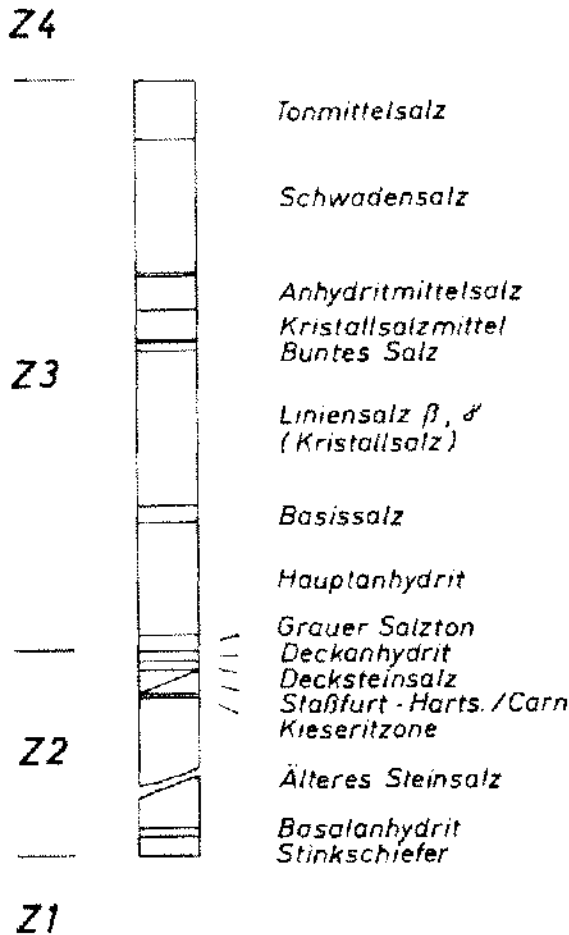 Z4
Tonmittelsalz
Schwadensalz
Anhydritmittelsalz
Kristallsalzmittel
Buntes Salz
Z3
Liniensalz β, γ
(Kristallsalz)
Basissalz
Hauptanhydrit
Grauer Salzton
Deckanhydrit
Decksteinsalz
Staßfurt - Harts./Carn
Kieseritzone
Z2
Älteres Steinsalz
Basalanhydrit
Stinkschiefer
Z1